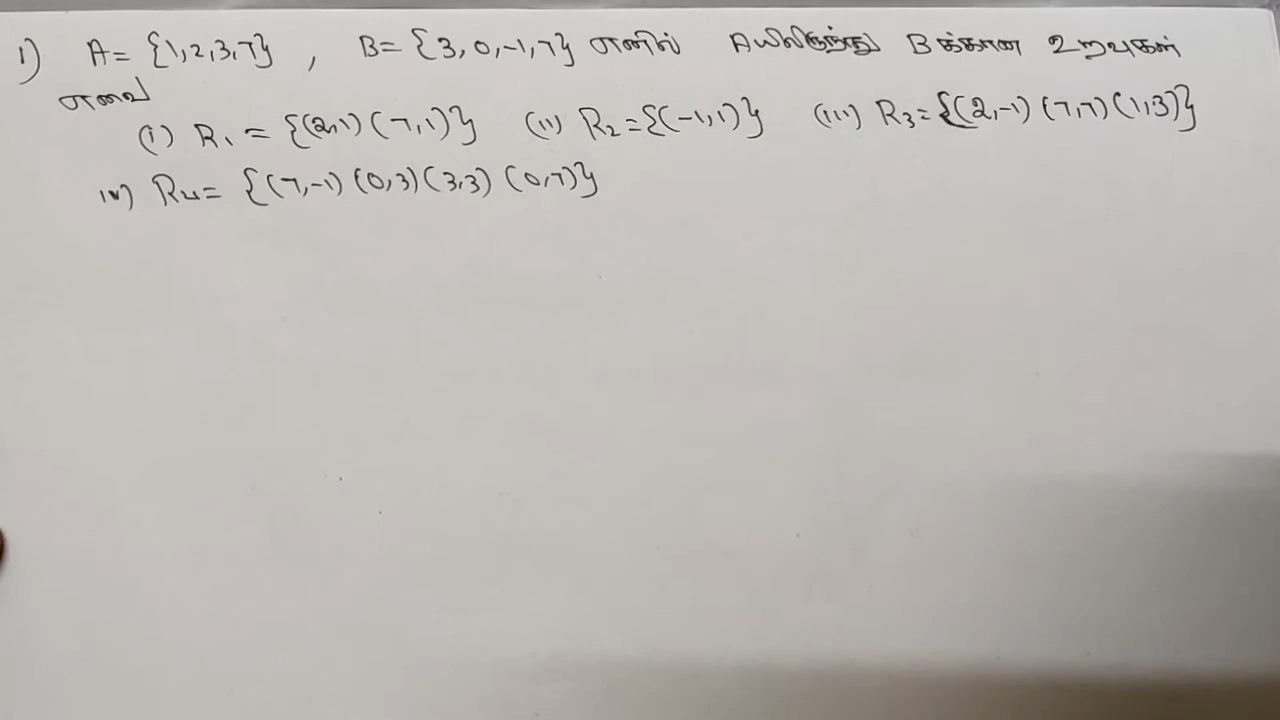 1) A= {1,2,3,7} , B= {3,0,-1,7} எனில் Aயிலிருந்து Bக்கான உறவுகள்
எவை
(i) R₁ = {(2,1) (7,1)} (ii) R₂={(-1,1)} (iii) R₃={(2,-1) (7,7) (1,3)}
iv) R₄= {(7,-1) (0,3) (3,3) (0,7)}